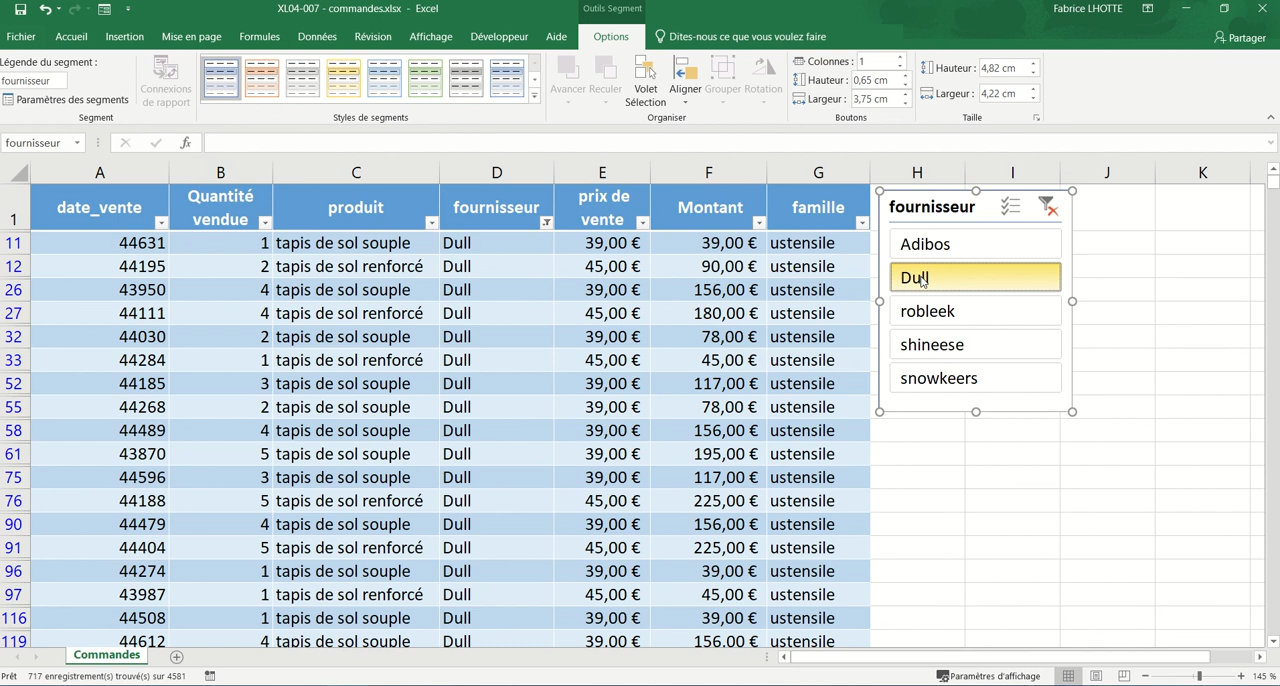 XL04-007 - commandes.xlsx - Excel
Outils Segment
Fabrice LHOTTE
Fichier Accueil Insertion Mise en page Formules Données Révision Affichage Développeur Aide Options Dites-nous ce que vous voulez faire Partager
Légende du segment :
fournisseur
Paramètres des segments
Segment
Connexions de rapport
Styles de segments
Avancer Reculer Volet Sélection Aligner Grouper Rotation
Organiser
Colonnes : 1
Hauteur : 0,65 cm
Largeur : 3,75 cm
Boutons
Hauteur : 4,82 cm
Largeur : 4,22 cm
Taille
fournisseur fx
A B C D E F G H I J K
1 date_vente Quantité vendue produit fournisseur prix de vente Montant famille
11 44631 1 tapis de sol souple Dull 39,00 € 39,00 € ustensile
12 44195 2 tapis de sol renforcé Dull 45,00 € 90,00 € ustensile
26 43950 4 tapis de sol souple Dull 39,00 € 156,00 € ustensile
27 44111 4 tapis de sol renforcé Dull 45,00 € 180,00 € ustensile
32 44030 2 tapis de sol souple Dull 39,00 € 78,00 € ustensile
33 44284 1 tapis de sol renforcé Dull 45,00 € 45,00 € ustensile
52 44185 3 tapis de sol souple Dull 39,00 € 117,00 € ustensile
55 44268 2 tapis de sol souple Dull 39,00 € 78,00 € ustensile
58 44489 4 tapis de sol souple Dull 39,00 € 156,00 € ustensile
61 43870 5 tapis de sol souple Dull 39,00 € 195,00 € ustensile
75 44596 3 tapis de sol souple Dull 39,00 € 117,00 € ustensile
76 44188 5 tapis de sol renforcé Dull 45,00 € 225,00 € ustensile
90 44479 4 tapis de sol souple Dull 39,00 € 156,00 € ustensile
91 44404 5 tapis de sol renforcé Dull 45,00 € 225,00 € ustensile
96 44274 1 tapis de sol souple Dull 39,00 € 39,00 € ustensile
97 43987 1 tapis de sol renforcé Dull 45,00 € 45,00 € ustensile
116 44508 1 tapis de sol souple Dull 39,00 € 39,00 € ustensile
119 44612 4 tapis de sol souple Dull 39,00 € 156,00 € ustensile
fournisseur
Adibos
Dull
robleek
shineese
snowkeers
Commandes
Prêt 717 enregistrement(s) trouvé(s) sur 4581 Paramètres d'affichage 145 %